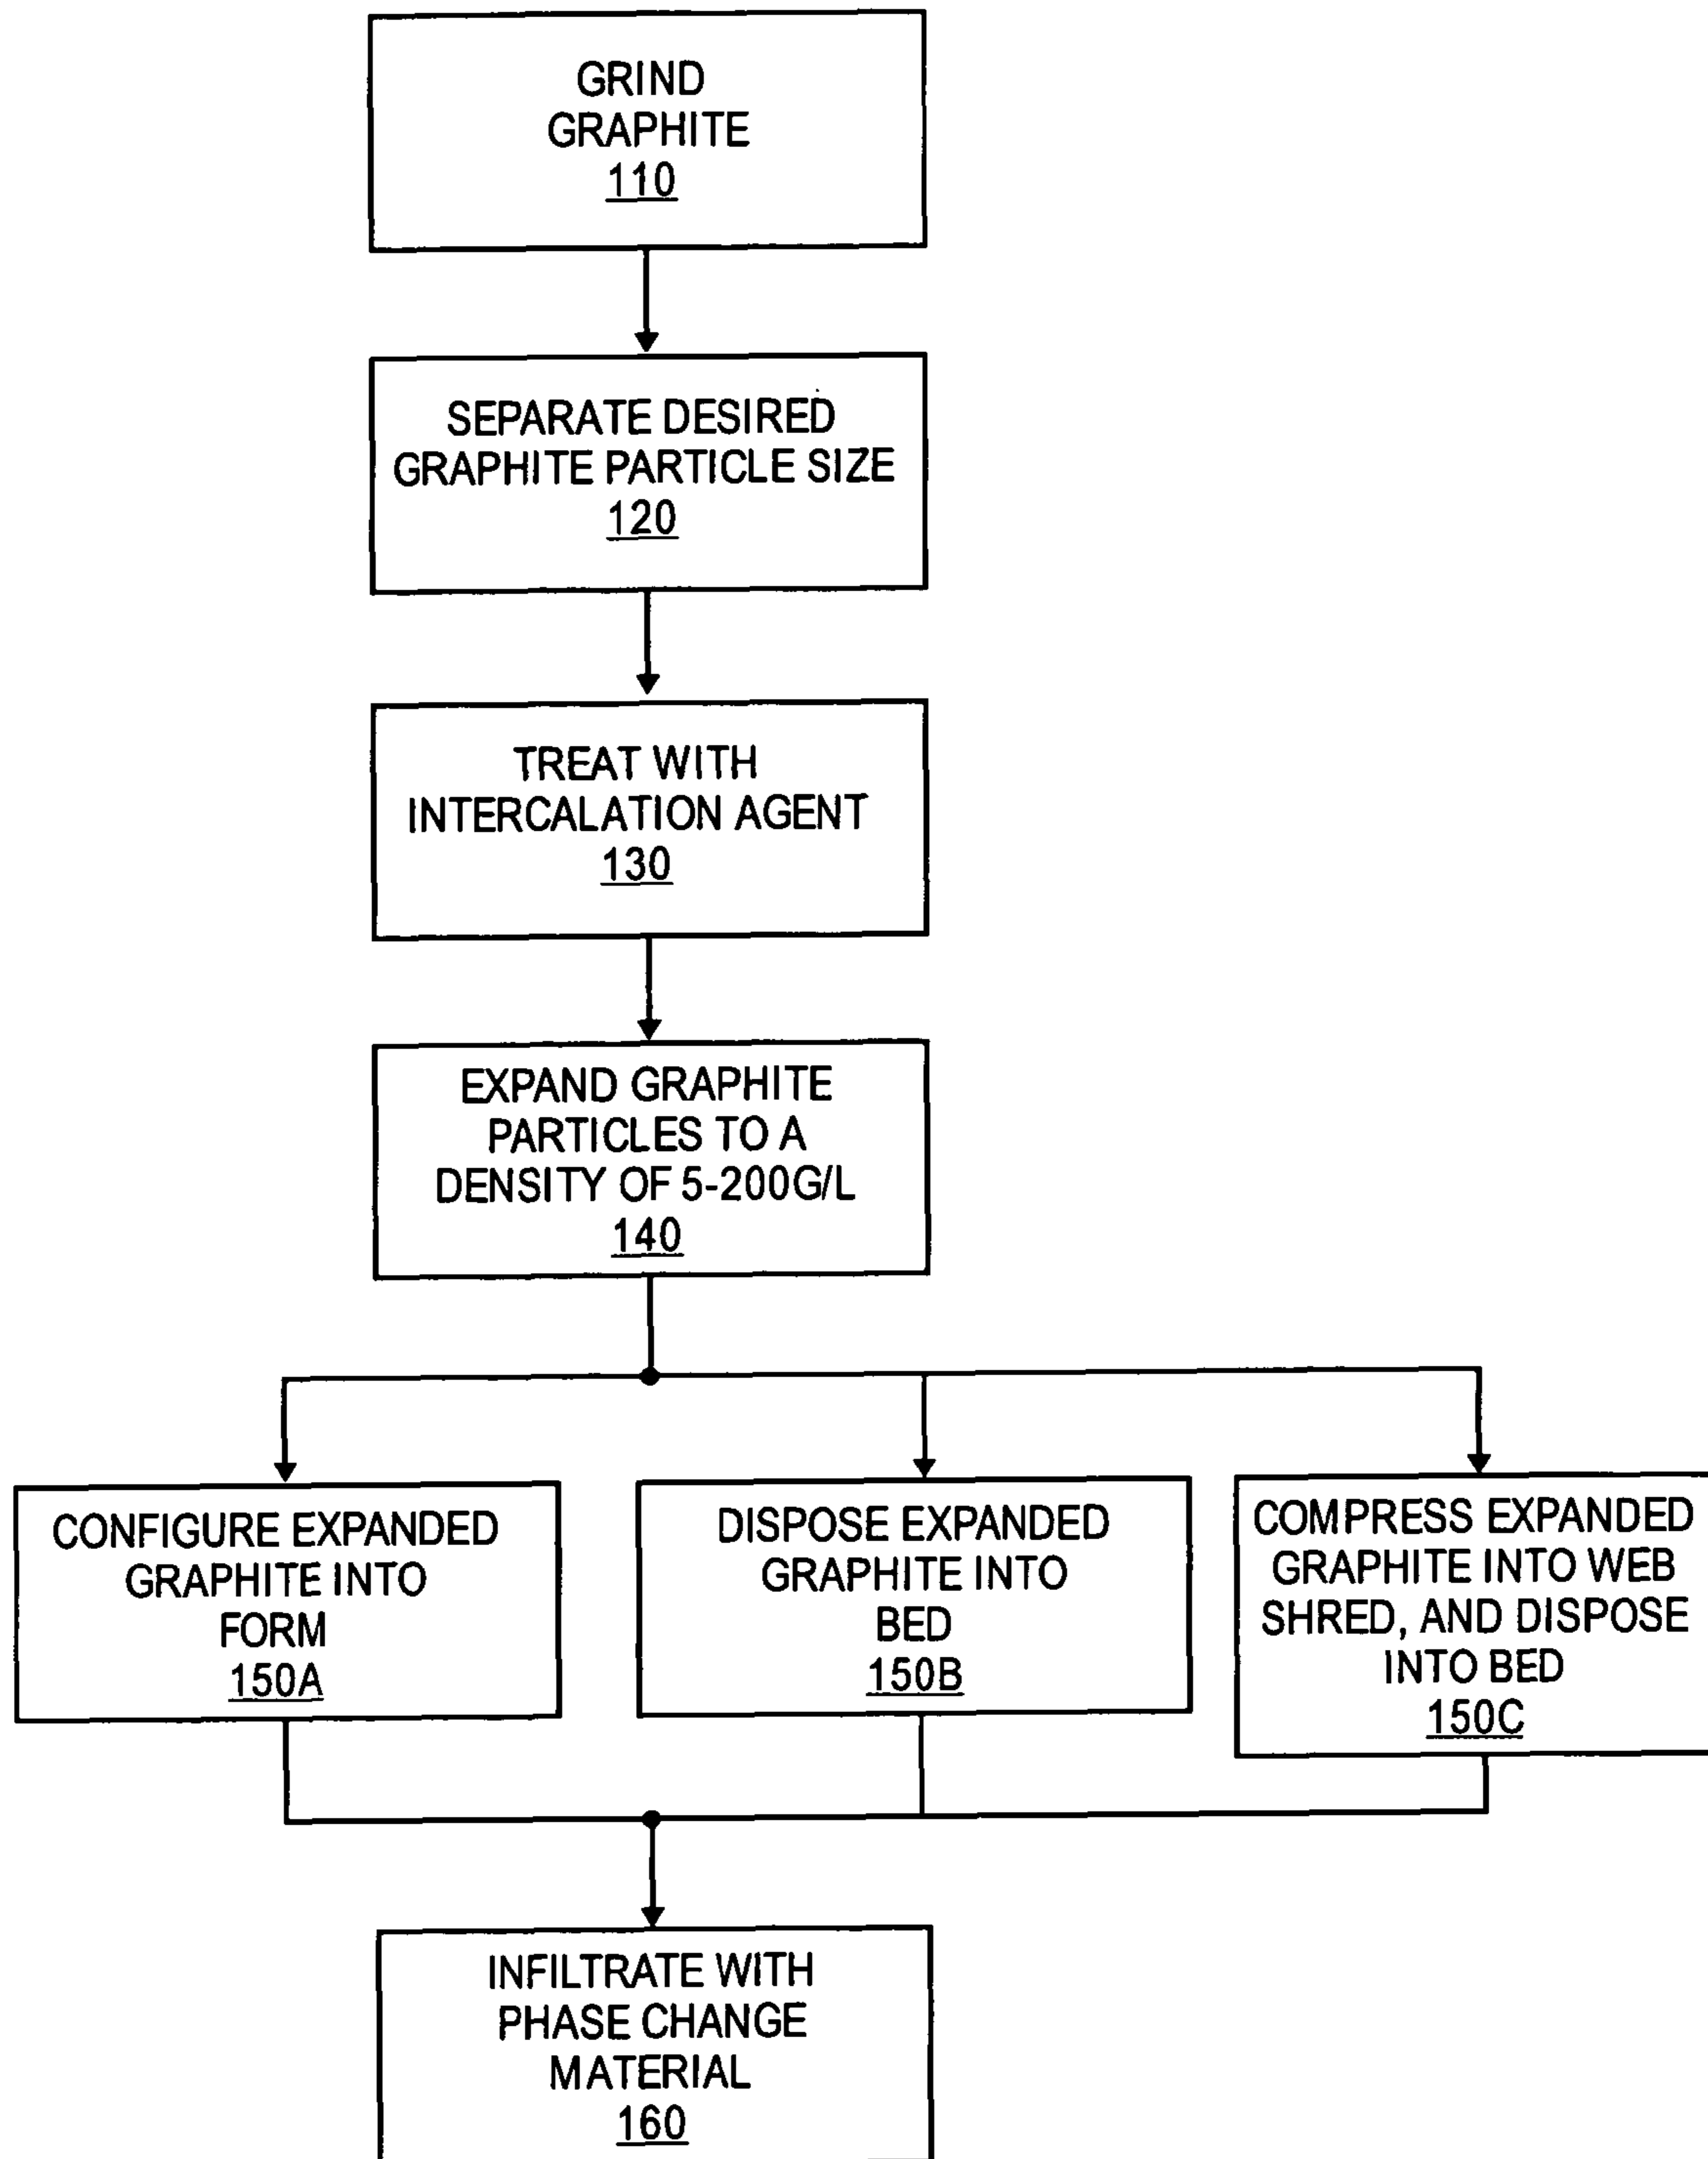 GRIND
GRAPHITE
110
SEPARATE DESIRED
GRAPHITE PARTICLE SIZE
120
TREAT WITH
INTERCALATION AGENT
130
EXPAND GRAPHITE
PARTICLES TO A
DENSITY OF 5-200G/L
140
CONFIGURE EXPANDED
GRAPHITE INTO
FORM
150A
DISPOSE EXPANDED
GRAPHITE INTO
BED
150B
COMPRESS EXPANDED
GRAPHITE INTO WEB
SHRED, AND DISPOSE
INTO BED
150C
INFILTRATE WITH
PHASE CHANGE
MATERIAL
160